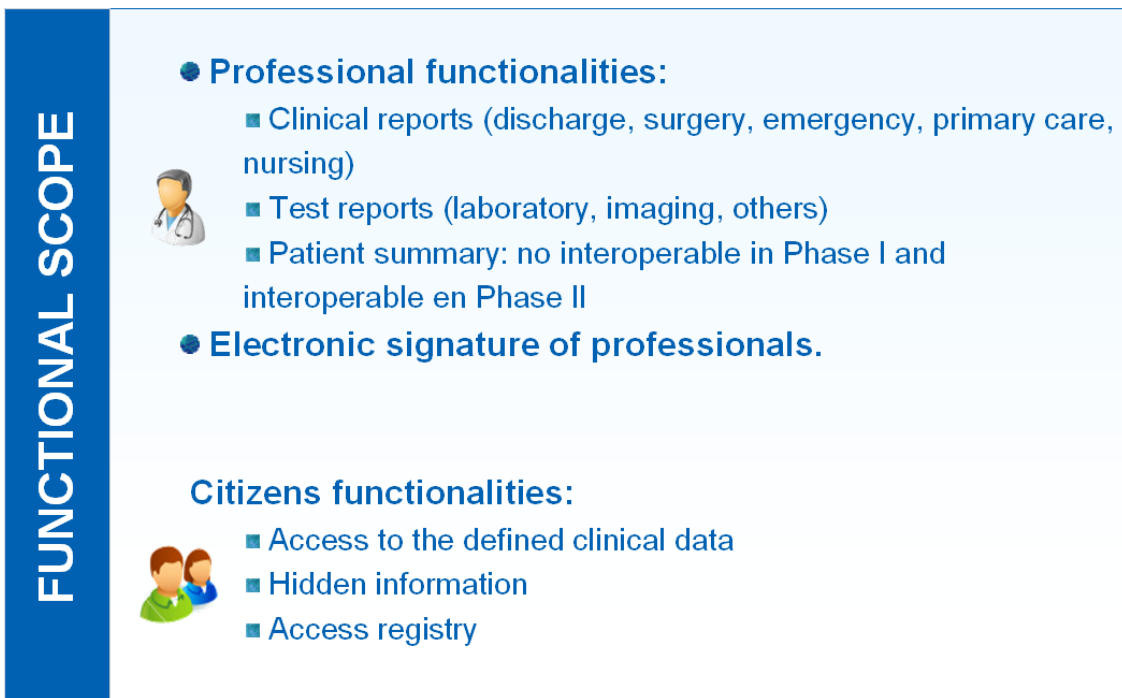 FUNCTIONAL SCOPE
Professional functionalities:
Clinical reports (discharge, surgery, emergency, primary care,
nursing)
Test reports (laboratory, imaging, others)
Patient summary: no interoperable in Phase I and
interoperable en Phase II
Electronic signature of professionals.
Citizens functionalities:
Access to the defined clinical data
Hidden information
Access registry